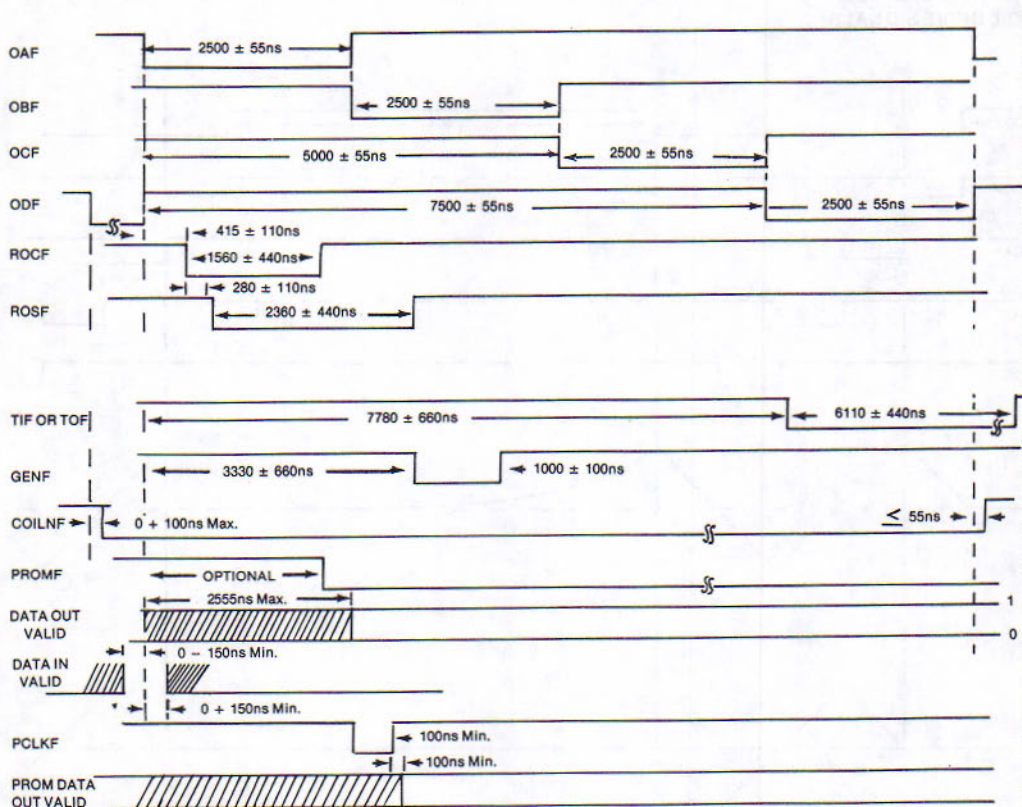 OAF
2500 ± 55ns
OBF
2500 ± 55ns
OCF
5000 ± 55ns
2500 ± 55ns
ODF
7500 ± 55ns
2500 ± 55ns
415 ± 110ns
ROCF
1560 ± 440ns
280 ± 110ns
ROSF
2360 ± 440ns
TIF OR TOF
7780 ± 660ns
6110 ± 440ns
GENF
3330 ± 660ns
1000 ± 100ns
COILNF
0 + 100ns Max.
≤ 55ns
PROMF
OPTIONAL
2555ns Max.
1
DATA OUT
VALID
0
0 – 150ns Min.
DATA IN
VALID
0 + 150ns Min.
PCLKF
100ns Min.
100ns Min.
PROM DATA
OUT VALID